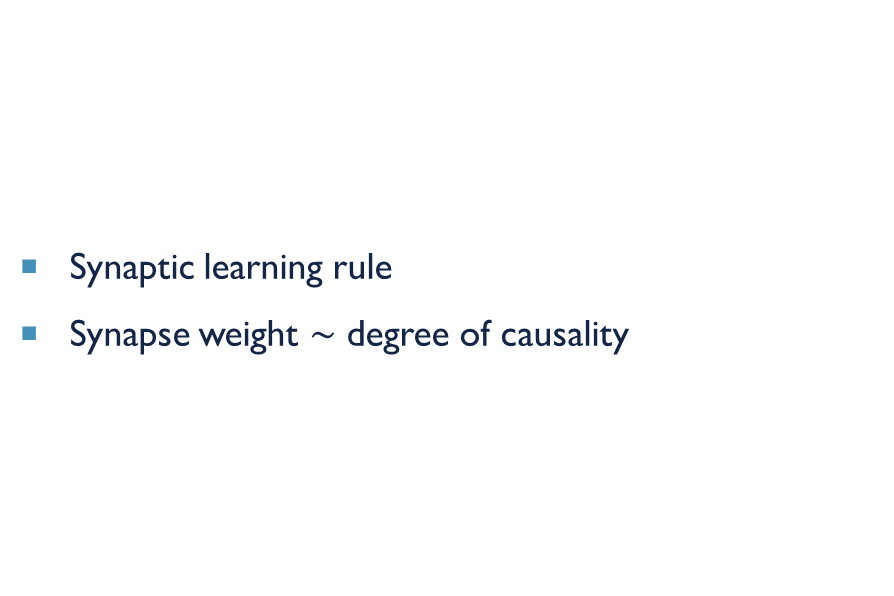 Synaptic learning rule
Synapse weight ~ degree of causality